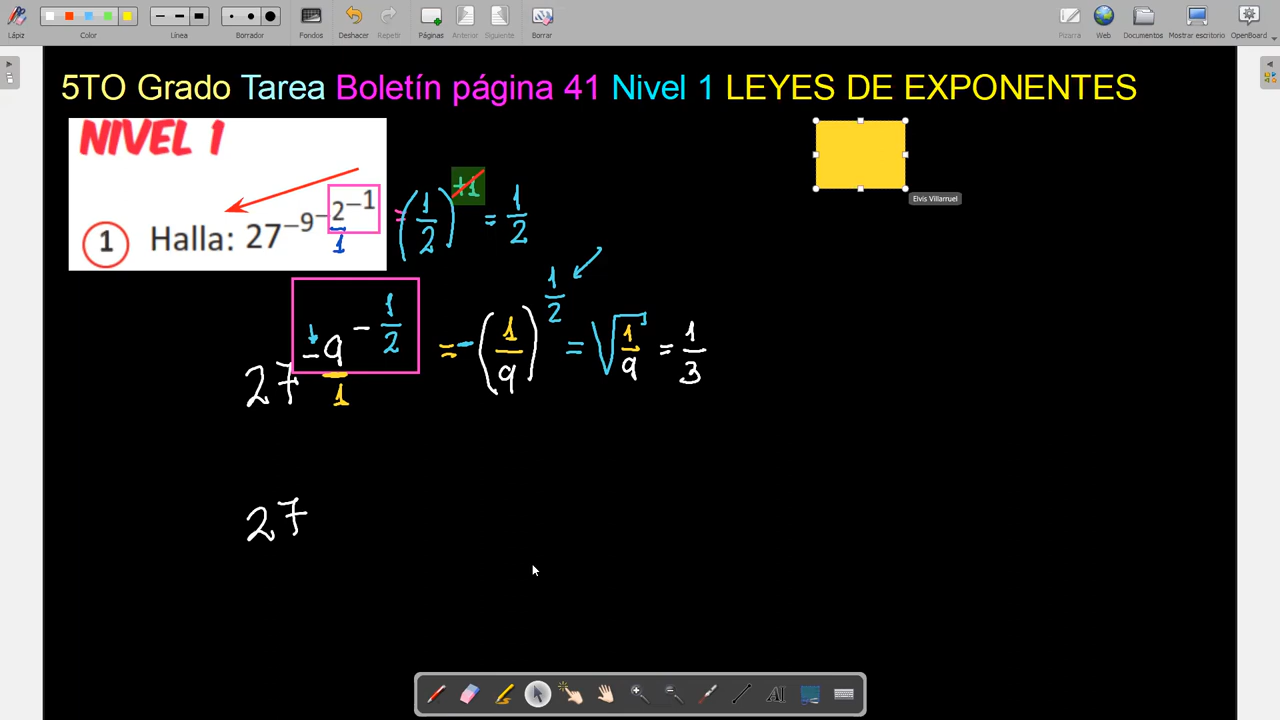 Lápiz Color Línea Borrador Fondos Deshacer Repetir Páginas Anterior Siguiente Borrar Pizarra Web Documentos Mostrar escritorio OpenBoard
5TO Grado Tarea Boletín página 41 Nivel 1 LEYES DE EXPONENTES
NIVEL 1
1 Halla: 27^{-9^{-2^{-1}}} = (1/2)^{+1} = 1/2
1
Elvis Villarruel
27^{-9^{-1/2}} = -(1/9)^{1/2} = √(1/9) = 1/3
1
27
AI